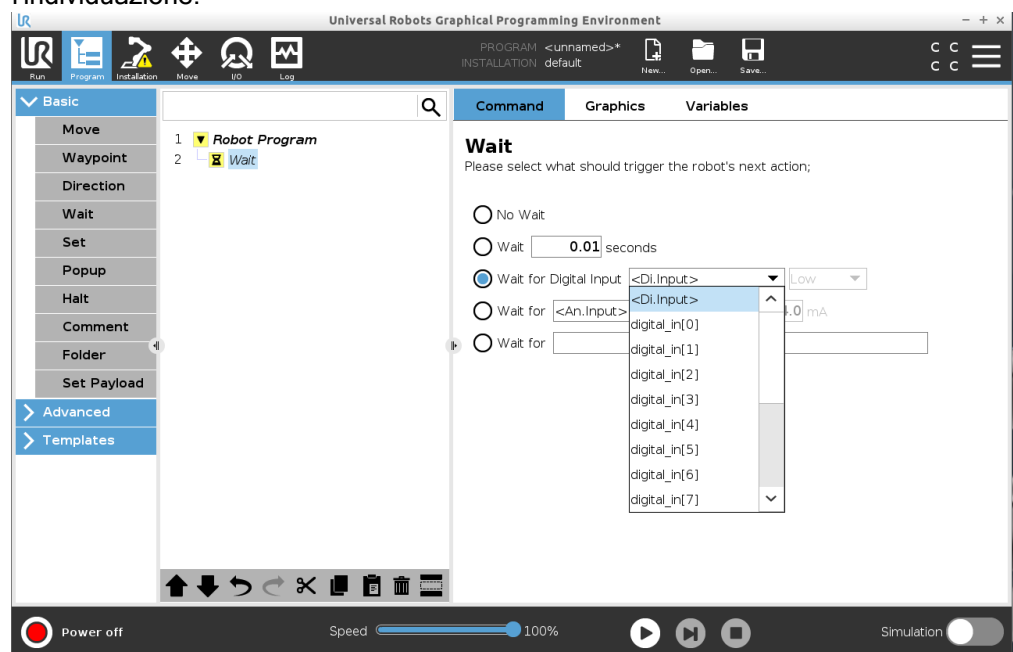 Universal Robots Graphical Programming Environment
PROGRAM <unnamed>*
INSTALLATION default
Run
Program
Installation
Move
I/O
Log
New...
Open...
Save...
C C
C C
Basic
Move
Waypoint
Direction
Wait
Set
Popup
Halt
Comment
Folder
Set Payload
Advanced
Templates
1 Robot Program
2 Wait
Command Graphics Variables
Wait
Please select what should trigger the robot's next action;
No Wait
Wait 0.01 seconds
Wait for Digital Input <Di.Input> Low
Wait for <An.Input> .0 mA
Wait for
<Di.Input>
digital_in[0]
digital_in[1]
digital_in[2]
digital_in[3]
digital_in[4]
digital_in[5]
digital_in[6]
digital_in[7]
Power off
Speed 100%
Simulation